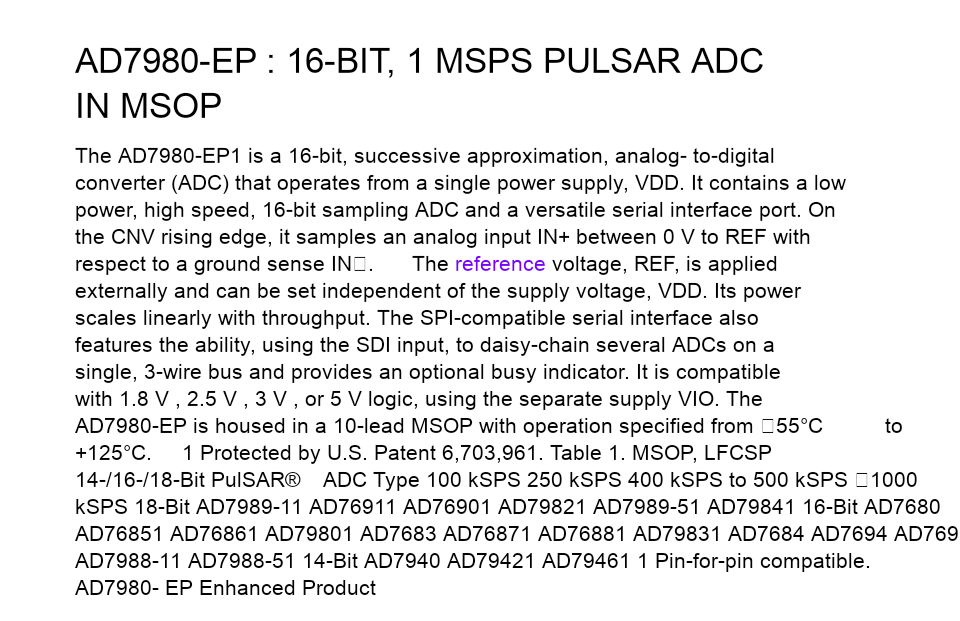 AD7980-EP : 16-BIT, 1 MSPS PULSAR ADC
IN MSOP
The AD7980-EP1 is a 16-bit, successive approximation, analog- to-digital
converter (ADC) that operates from a single power supply, VDD. It contains a low
power, high speed, 16-bit sampling ADC and a versatile serial interface port. On
the CNV rising edge, it samples an analog input IN+ between 0 V to REF with
respect to a ground sense IN□. The reference voltage, REF, is applied
externally and can be set independent of the supply voltage, VDD. Its power
scales linearly with throughput. The SPI-compatible serial interface also
features the ability, using the SDI input, to daisy-chain several ADCs on a
single, 3-wire bus and provides an optional busy indicator. It is compatible
with 1.8 V , 2.5 V , 3 V , or 5 V logic, using the separate supply VIO. The
AD7980-EP is housed in a 10-lead MSOP with operation specified from □55°C to
+125°C. 1 Protected by U.S. Patent 6,703,961. Table 1. MSOP, LFCSP
14-/16-/18-Bit PulSAR® ADC Type 100 kSPS 250 kSPS 400 kSPS to 500 kSPS □1000
kSPS 18-Bit AD7989-11 AD76911 AD76901 AD79821 AD7989-51 AD79841 16-Bit AD7680
AD76851 AD76861 AD79801 AD7683 AD76871 AD76881 AD79831 AD7684 AD7694 AD769
AD7988-11 AD7988-51 14-Bit AD7940 AD79421 AD79461 1 Pin-for-pin compatible.
AD7980- EP Enhanced Product